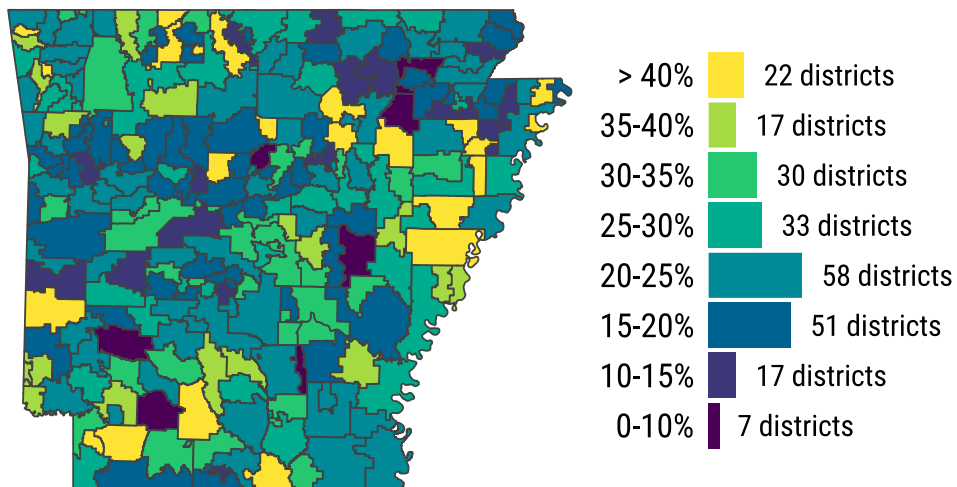 > 40% 22 districts
35-40% 17 districts
30-35% 30 districts
25-30% 33 districts
20-25% 58 districts
15-20% 51 districts
10-15% 17 districts
0-10% 7 districts